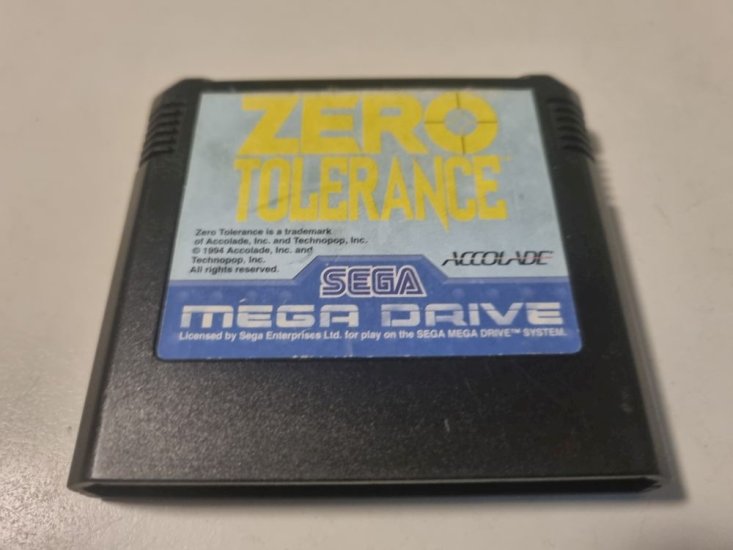 ZERO
TOLERANCE™
Zero Tolerance is a trademark
of Accolade, Inc. and Technopop, Inc.
© 1994 Accolade, Inc. and
Technopop, Inc.
All rights reserved.
ACCOLADE
SEGA
MEGA DRIVE
Licensed by Sega Enterprises Ltd. for play on the SEGA MEGA DRIVE™ SYSTEM.